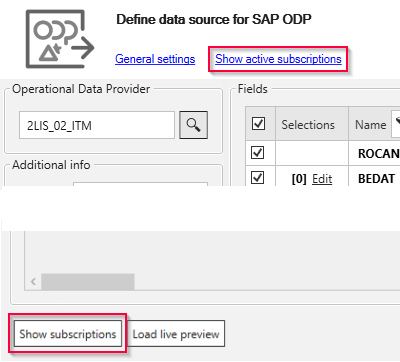 ODP
Define data source for SAP ODP
General settings Show active subscriptions
Operational Data Provider
Fields
2LIS_02_ITM
Selections Name
Additional info
ROCAN
[0] Edit BEDAT
Show subscriptions Load live preview